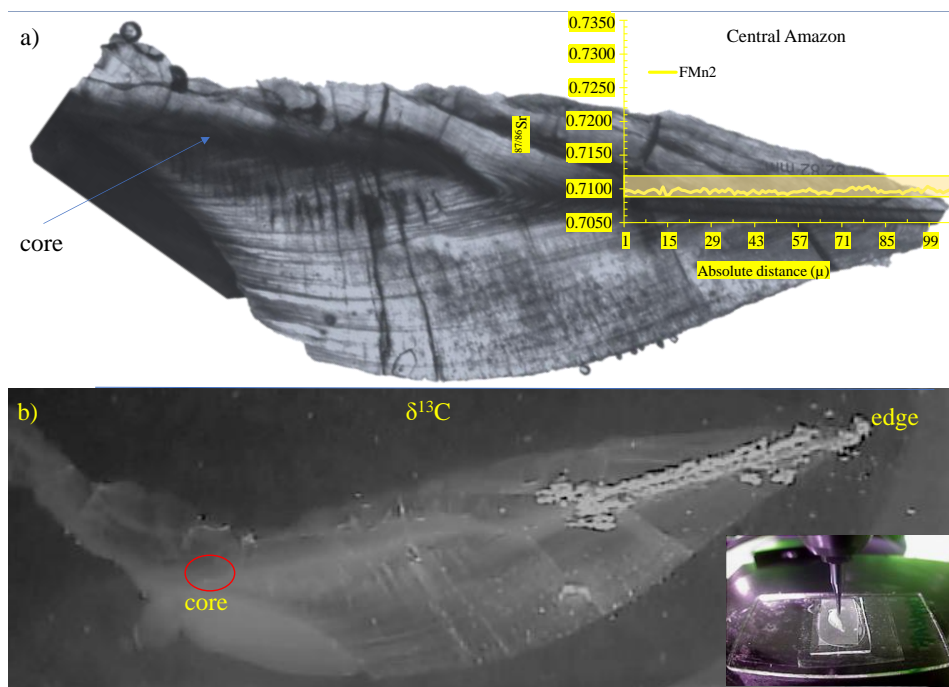 a)
0.7350
Central Amazon
0.7300
FMn2
0.7250
0.7200
87/86Sr
0.7150
0.7100
0.7050
core
1 15 29 43 57 71 85 99
Absolute distance (μ)
b)
δ¹³C
edge
core